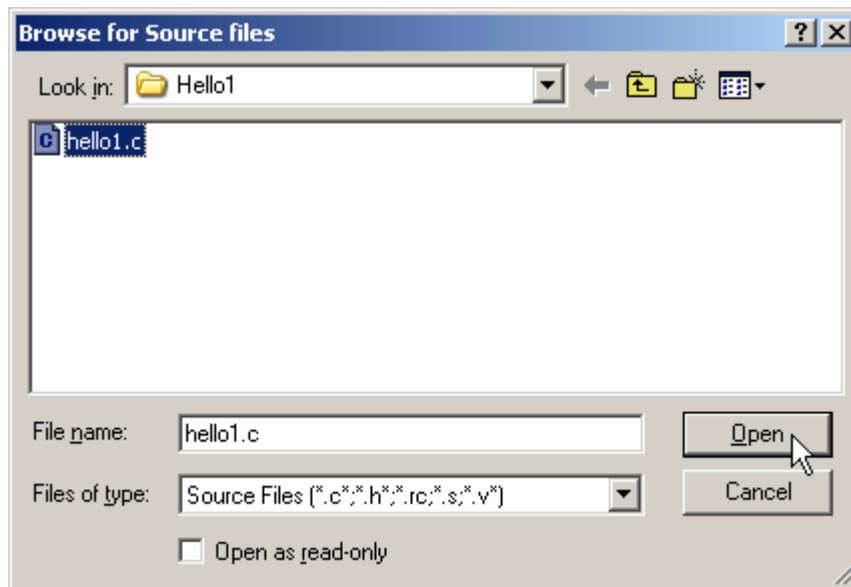 Browse for Source files
Look in: Hello1
hello1.c
File name: hello1.c Open
Files of type: Source Files (*.c*;*.h*;*.rc;*.s;*.v*) Cancel
Open as read-only